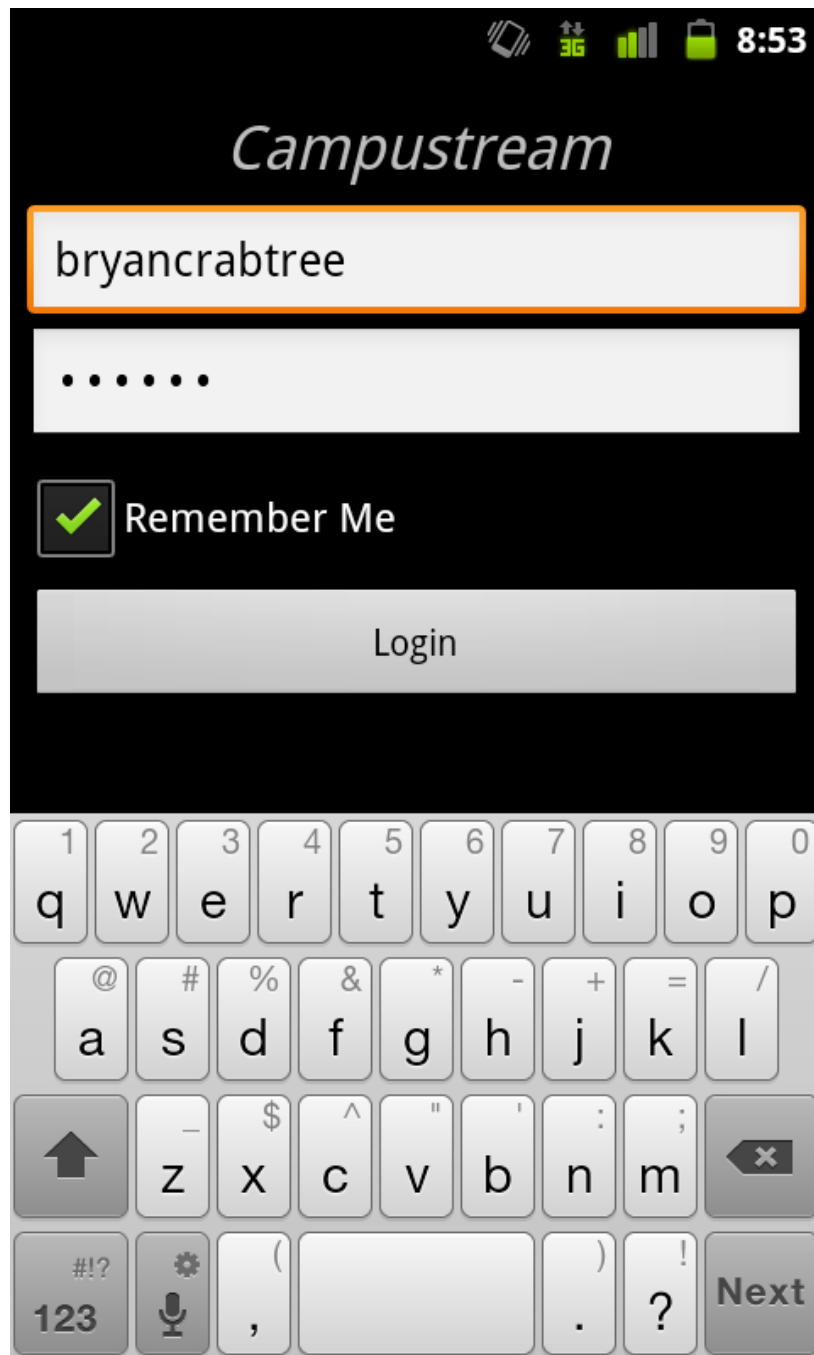 3G 8:53
Campustream
bryancrabtree
••••••
Remember Me
Login
1 2 3 4 5 6 7 8 9 0
q w e r t y u i o p
@ # % & * - + = /
a s d f g h j k l
_ $ ^ " ' : ;
z x c v b n m
#!? ( ) !
123 , . ? Next